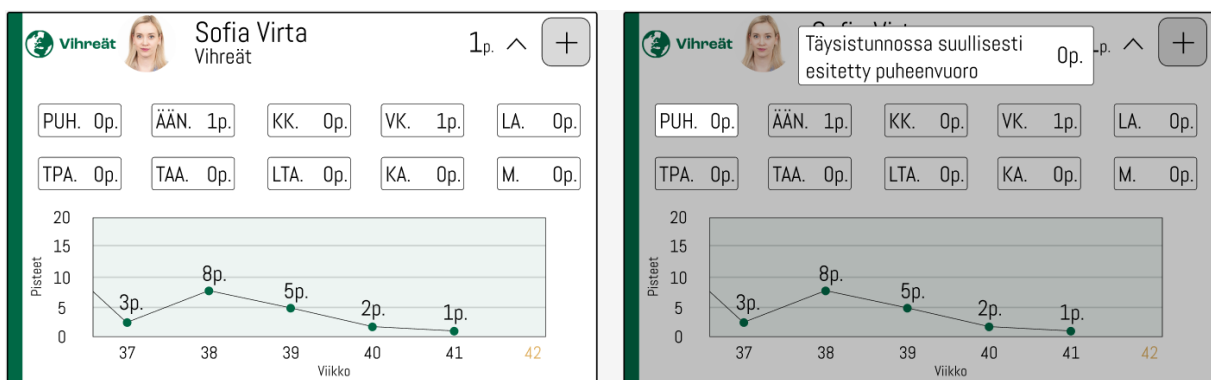 Vihreät
Sofia Virta
Vihreät
1p.
+
PUH. 0p.
ÄÄN. 1p.
KK. 0p.
VK. 1p.
LA. 0p.
TPA. 0p.
TAA. 0p.
LTA. 0p.
KA. 0p.
M. 0p.
20
15
10
5
0
Pisteet
3p.
8p.
5p.
2p.
1p.
37 38 39 40 41 42
Viikko
Vihreät
Täysistunnossa suullisesti
esitetty puheenvuoro
0p.
+
PUH. 0p.
ÄÄN. 1p.
KK. 0p.
VK. 1p.
LA. 0p.
TPA. 0p.
TAA. 0p.
LTA. 0p.
KA. 0p.
M. 0p.
20
15
10
5
0
Pisteet
3p.
8p.
5p.
2p.
1p.
37 38 39 40 41 42
Viikko